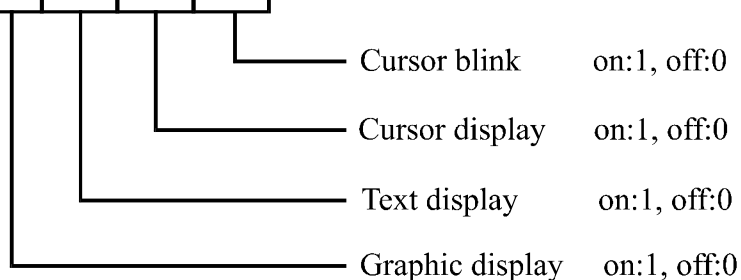 Cursor blink on:1, off:0
Cursor display on:1, off:0
Text display on:1, off:0
Graphic display on:1, off:0